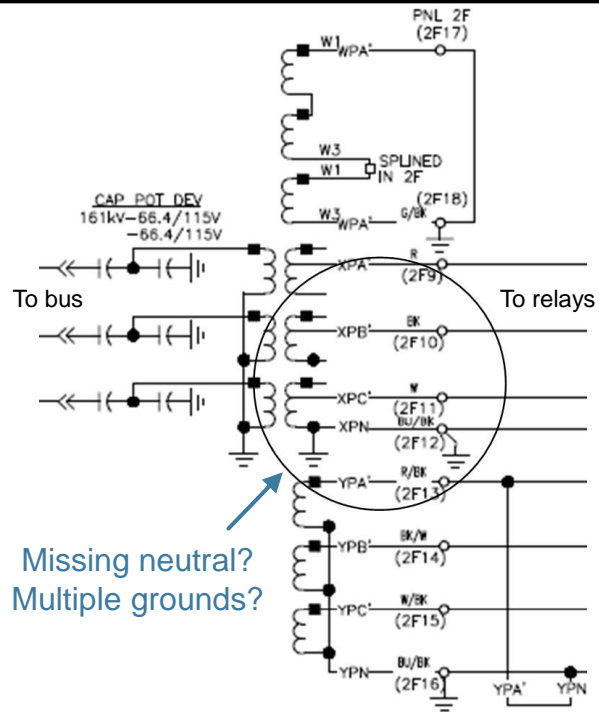 PNL 2F
(2F17)
W1
WPA'
W3
W1
SPLINED
IN 2F
(2F18)
W3
WPA'
G/BK
CAP POT DEV
161kV-66.4/115V
-66.4/115V
XPA'
R
(2F9)
To bus
To relays
XPB'
BK
(2F10)
XPC'
W
(2F11)
XPN
BU/BK
(2F12)
YPA'
R/BK
(2F13)
Missing neutral?
Multiple grounds?
YPB'
BK/W
(2F14)
YPC'
W/BK
(2F15)
YPN
BU/BK
(2F16)
YPA'
YPN